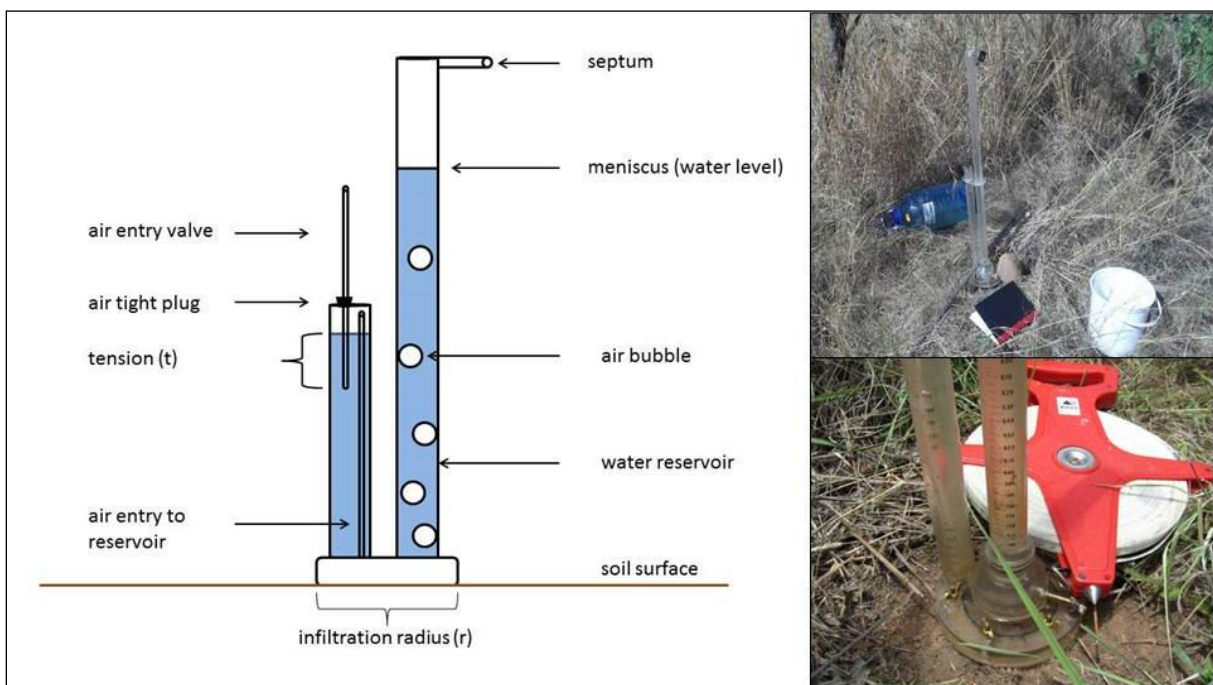 septum
meniscus (water level)
air entry valve
air tight plug
tension (t)
air bubble
water reservoir
air entry to
reservoir
soil surface
infiltration radius (r)